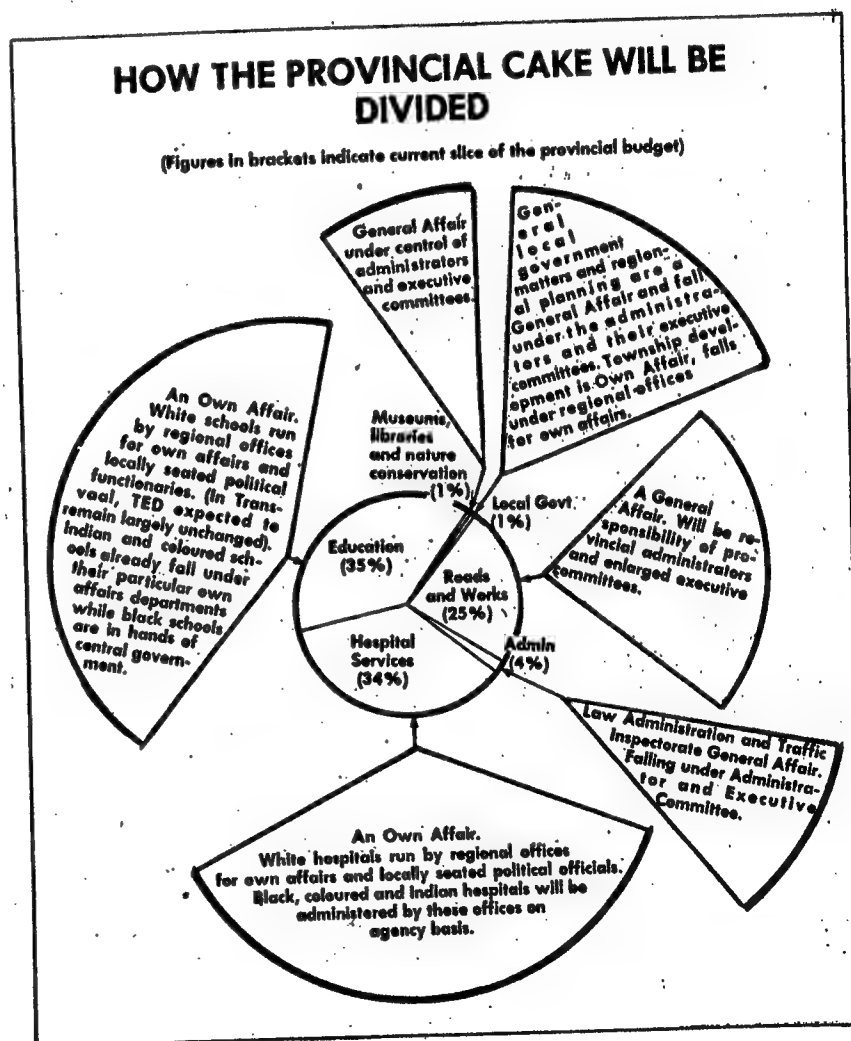 HOW THE PROVINCIAL CAKE WILL BE
DIVIDED
(Figures in brackets indicate current slice of the provincial budget)
General Affair
under control of
administrators
and executive
committees.
Gen-
eral
local
government
matters and region-
al planning are a
General Affair and fall
under the administra-
tors and their executive
committees. Township devel-
opment is Own Affair, falls
under regional offices
for own affairs.
An Own Affair.
White schools run
by regional offices
for own affairs and
locally seated political
functionaries. (In Trans-
vaal, TED expected to
remain largely unchanged).
Indian and coloured sch-
ools already fall under
their particular own
affairs departments
while black schools
are in hands of
central govern-
ment.
Museums,
libraries
and nature
conservation
(1%)
Local Govt.
(1%)
A General
Affair. Will be re-
sponsibility of pro-
vincial administrators
and enlarged executive
committees.
Education
(35%)
Roads
and Works
(25%)
Hospital
Services
(34%)
Admin
(4%)
Law Administration and Traffic
Inspectorate General Affair.
Falling under Administra-
tor and Executive
Committee.
An Own Affair.
White hospitals run by regional offices
for own affairs and locally seated political officials.
Black, coloured and Indian hospitals will be
administered by these offices on
agency basis.